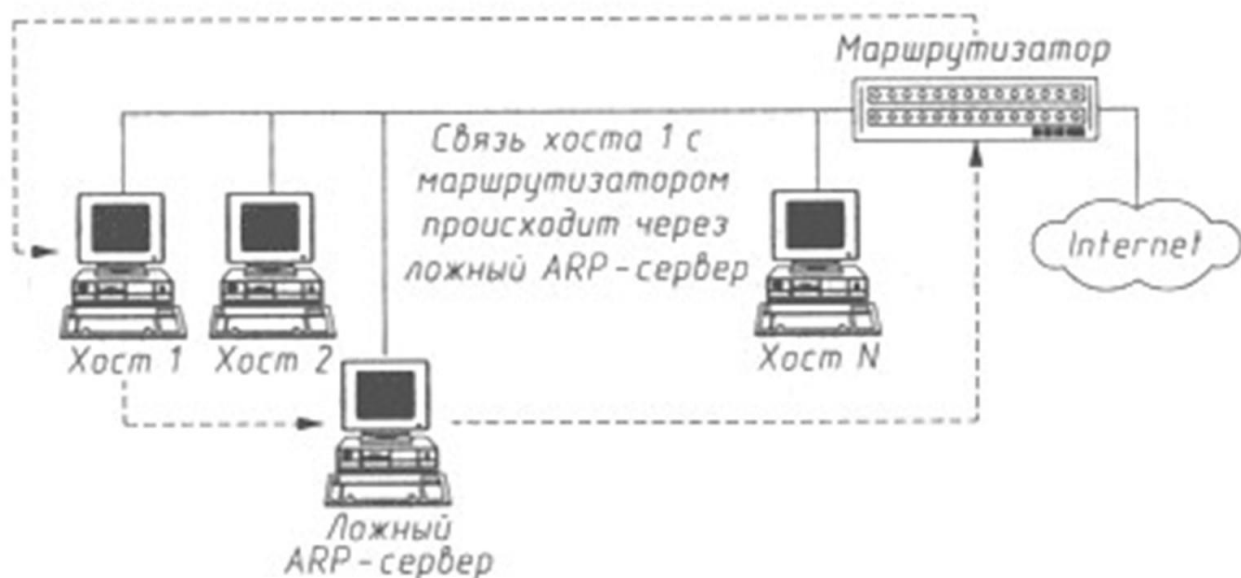 Маршрутизатор
Связь хоста 1 с
маршрутизатором
происходит через
ложный ARP-сервер
Internet
Хост 1
Хост 2
Хост N
Ложный
ARP-сервер